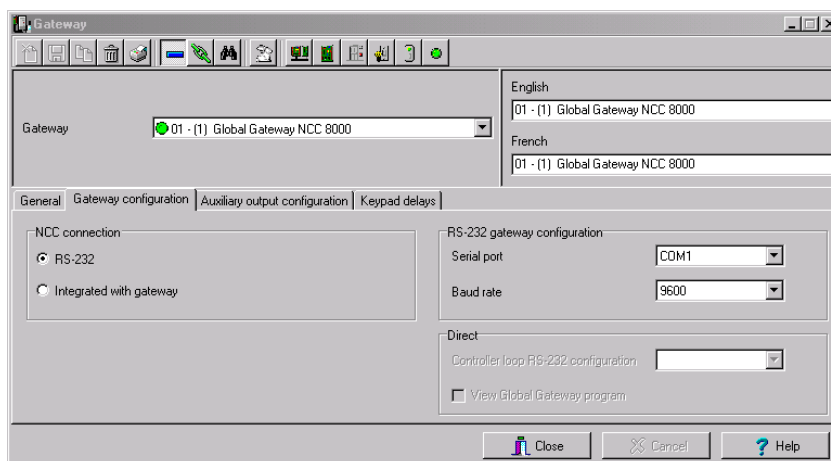 Gateway
English
01 - (1) Global Gateway NCC 8000
Gateway
01 - (1) Global Gateway NCC 8000
French
01 - (1) Global Gateway NCC 8000
General
Gateway configuration
Auxiliary output configuration
Keypad delays
NCC connection
RS-232
Integrated with gateway
RS-232 gateway configuration
Serial port
COM1
Baud rate
9600
Direct
Controller loop RS-232 configuration
View Global Gateway program
Close
Cancel
Help